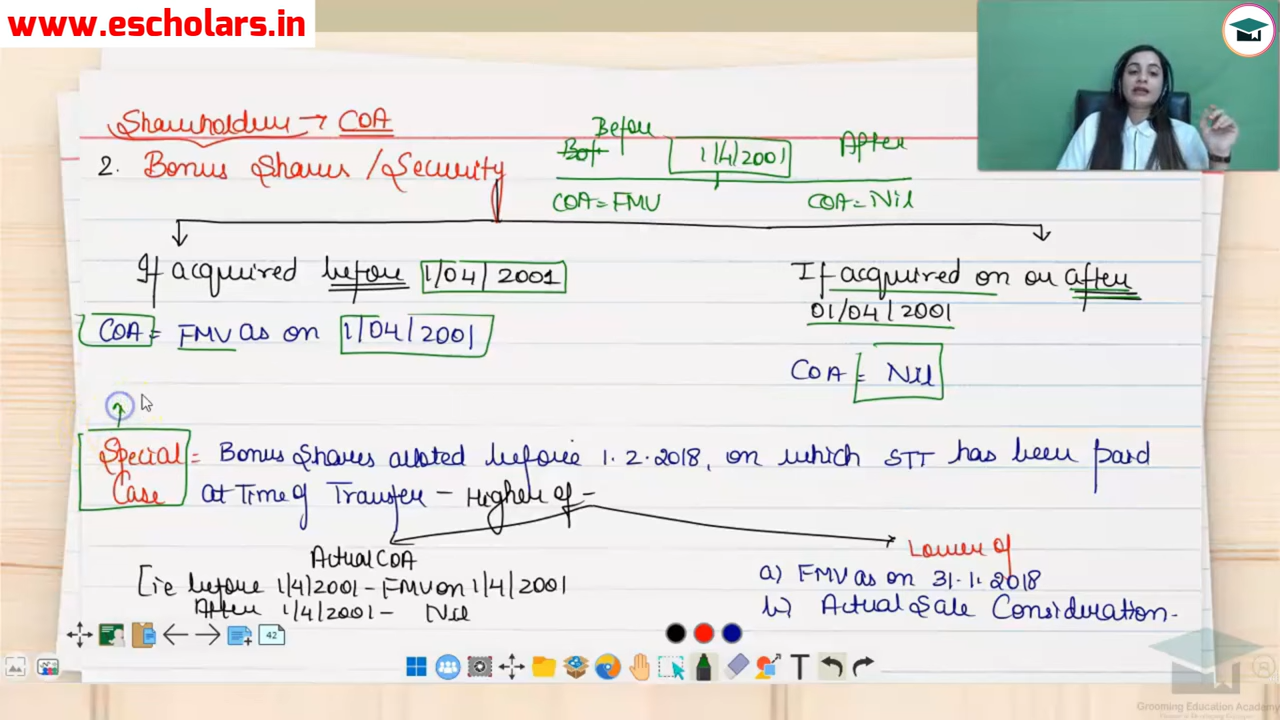 www.escholars.in
Shareholders → COA
2. Bonus Shares / Security
Before
1/4/2001
After
COA = FMV
COA = Nil
If acquired before 1/04/2001
COA = FMV as on 1/04/2001
If acquired on or after
01/04/2001
COA = Nil
Special Case = Bonus Shares alloted before 1.2.2018, on which STT has been paid
at Time of Transfer - Higher of -
Actual COA
[ie before 1/4/2001 - FMV on 1/4/2001
After 1/4/2001 - Nil
Lower of
a) FMV as on 31.1.2018
b) Actual Sale Consideration-
42
Grooming Education Academy